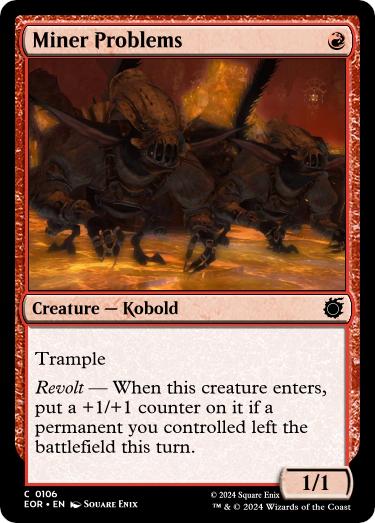 Miner Problems
Creature — Kobold
Trample
Revolt — When this creature enters,
put a +1/+1 counter on it if a
permanent you controlled left the
battlefield this turn.
1/1
C 0106
EOR • EN Square Enix
© 2024 Square Enix
™ & © 2024 Wizards of the Coast